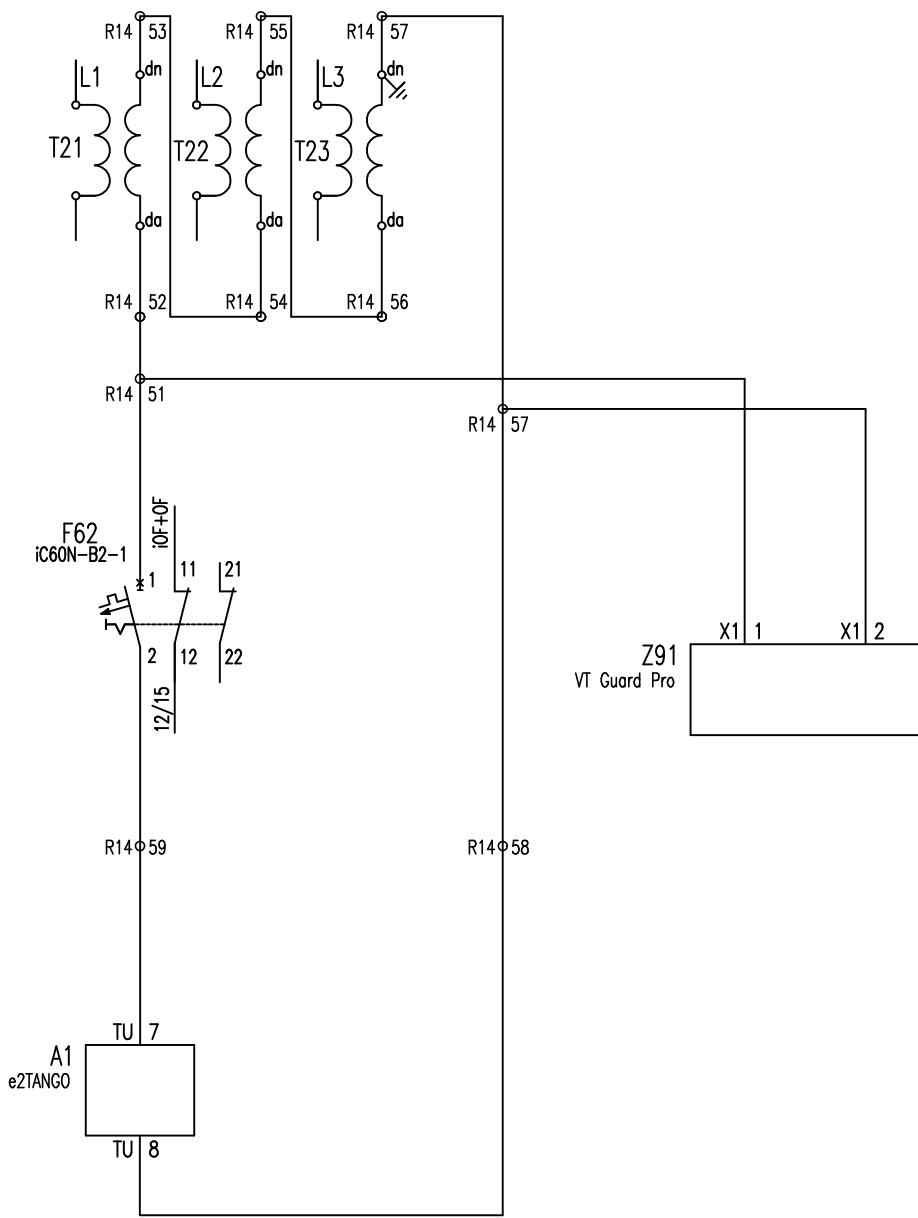 R14 53 R14 55 R14 57
L1 dn L2 dn L3 dn
T21 T22 T23
da da da
R14 52 R14 54 R14 56
R14 51
R14 57
F62
iC60N-B2-1
iOF+OF
1 11 21
X1 1 X1 2
2 12 22
Z91
VT Guard Pro
12/15
R14 59 R14 58
TU 7
A1
e2TANGO
TU 8